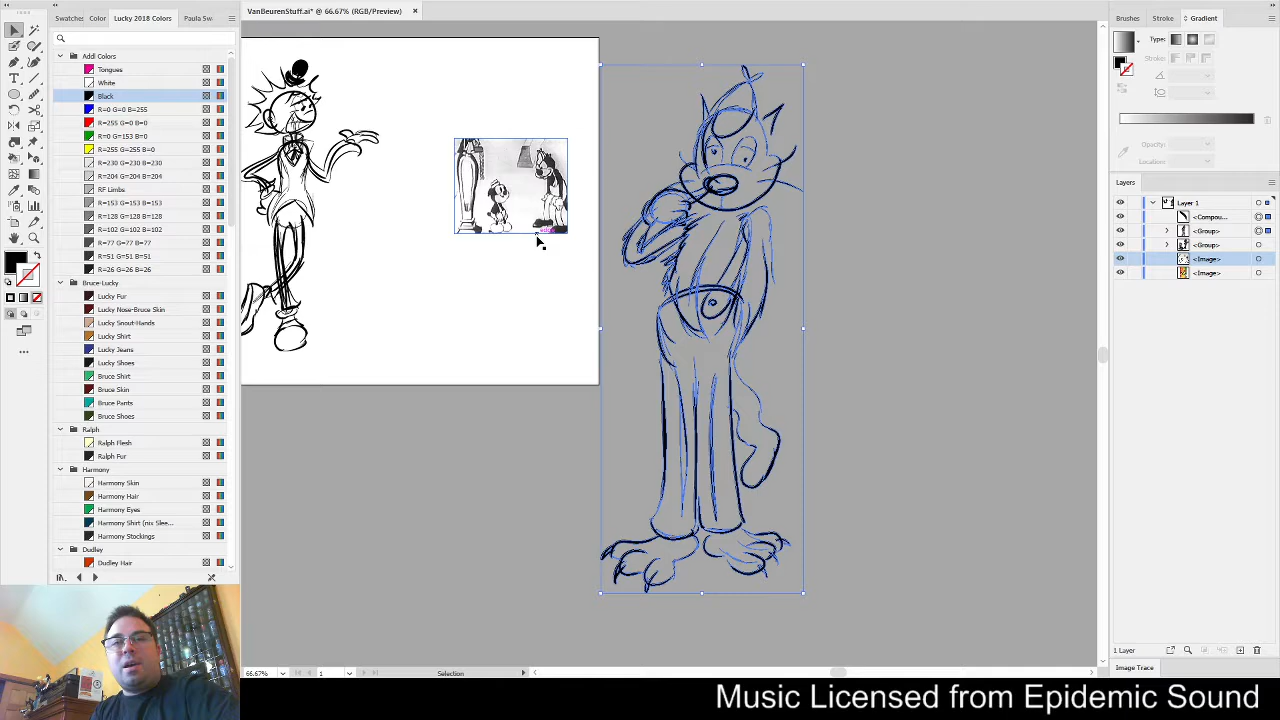 Swatches
Color
Lucky 2018 Colors
Paula Sw
VanBeurenStuff.ai* @ 66.67% (RGB/Preview)
Brushes
Stroke
Gradient
Addl Colors
Tongues
White
Black
R=0 G=0 B=255
R=255 G=0 B=0
R=0 G=153 B=0
R=255 G=255 B=0
R=230 G=230 B=230
R=204 G=204 B=204
RF Limbs
R=153 G=153 B=153
R=128 G=128 B=128
R=102 G=102 B=102
R=77 G=77 B=77
R=51 G=51 B=51
R=26 G=26 B=26
Bruce-Lucky
Lucky Fur
Lucky Nose-Bruce Skin
Lucky Snout-Hands
Lucky Shirt
Lucky Jeans
Lucky Shoes
Bruce Shirt
Bruce Skin
Bruce Pants
Bruce Shoes
Ralph
Ralph Flesh
Ralph Fur
Harmony
Harmony Skin
Harmony Hair
Harmony Eyes
Harmony Shirt (nix Slee...
Harmony Stockings
Dudley
Dudley Hair
Type:
Stroke:
Opacity:
Location:
Layers
Layer 1
<Compou...
<Group>
<Group>
<Image>
<Image>
1 Layer
Image Trace
66.67%
1
Selection
Music Licensed from Epidemic Sound